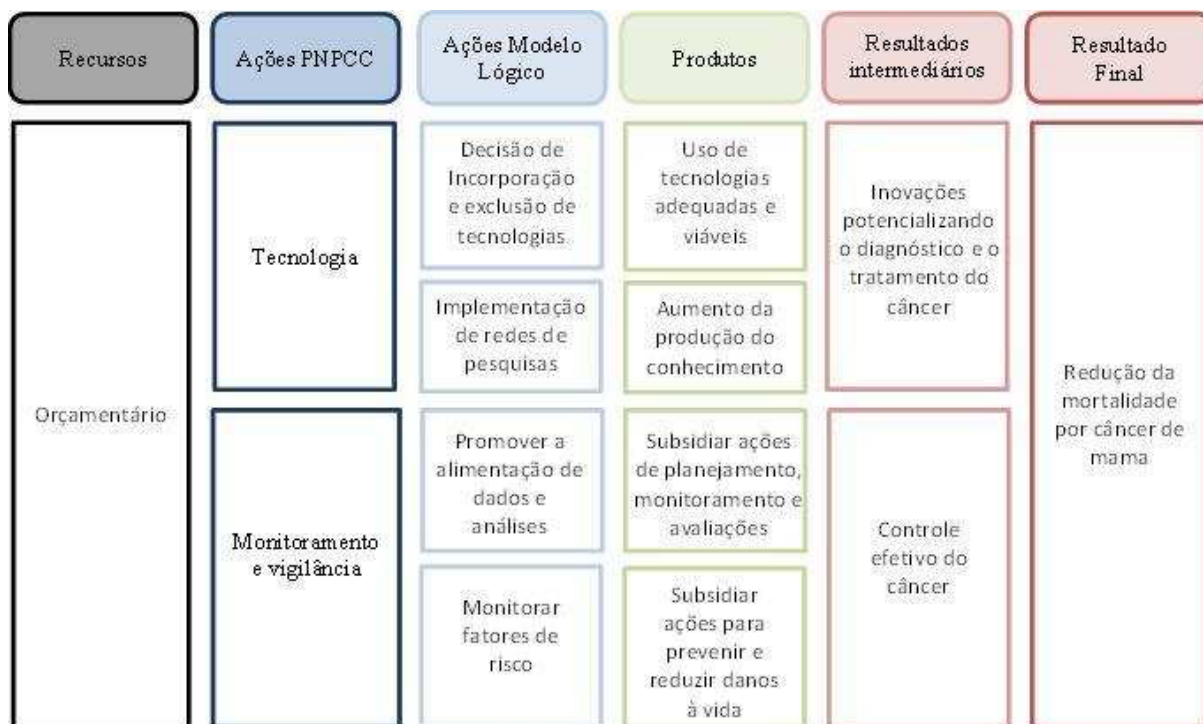 Recursos
Ações PNPCC
Ações Modelo
Lógico
Produtos
Resultados
intermediários
Resultado
Final
Orçamentário
Tecnologia
Decisão de
Incorporação
e exclusão de
tecnologias
Uso de
tecnologias
adequadas e
viáveis
Implementação
de redes de
pesquisas
Aumento da
produção do
conhecimento
Inovações
potencializando
o diagnóstico e o
tratamento do
câncer
Monitoramento
e vigilância
Promover a
alimentação de
dados e
análises
Subsidiar ações
de planejamento,
monitoramento e
avaliações
Monitorar
fatores de
risco
Subsidiar
ações para
prevenir e
reduzir danos
à vida
Controle
efetivo do
câncer
Redução da
mortalidade
por câncer de
mama